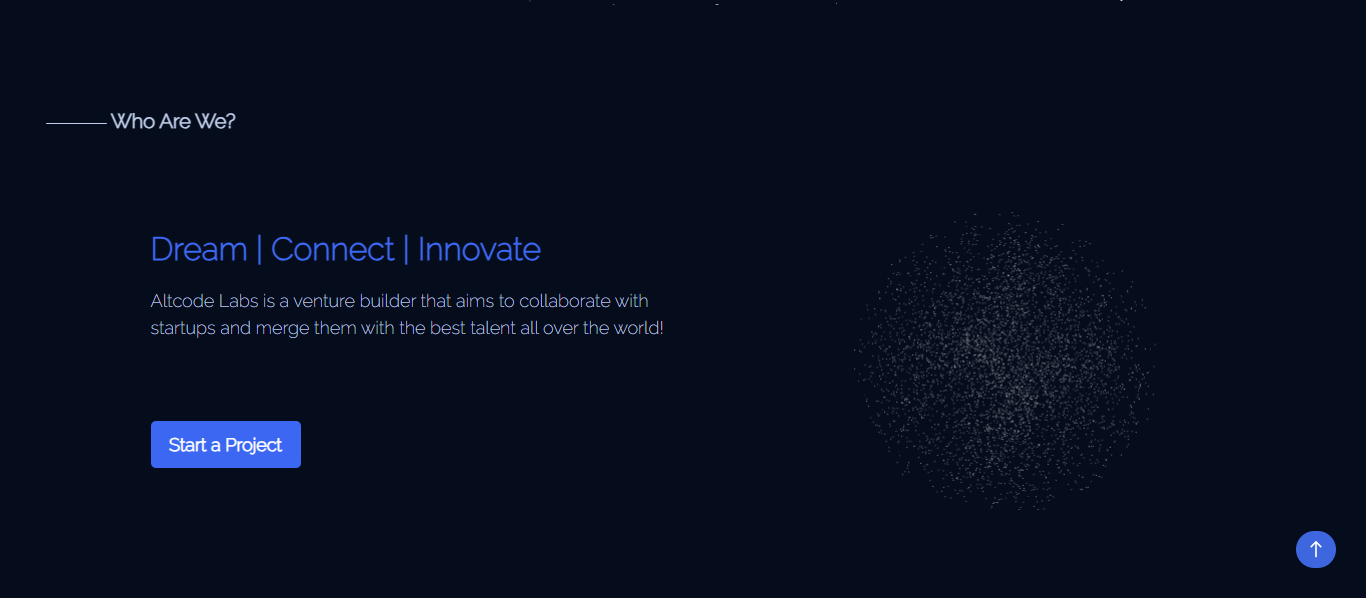 Who Are We?
Dream | Connect | Innovate
Altcode Labs is a venture builder that aims to collaborate with
startups and merge them with the best talent all over the world!
Start a Project